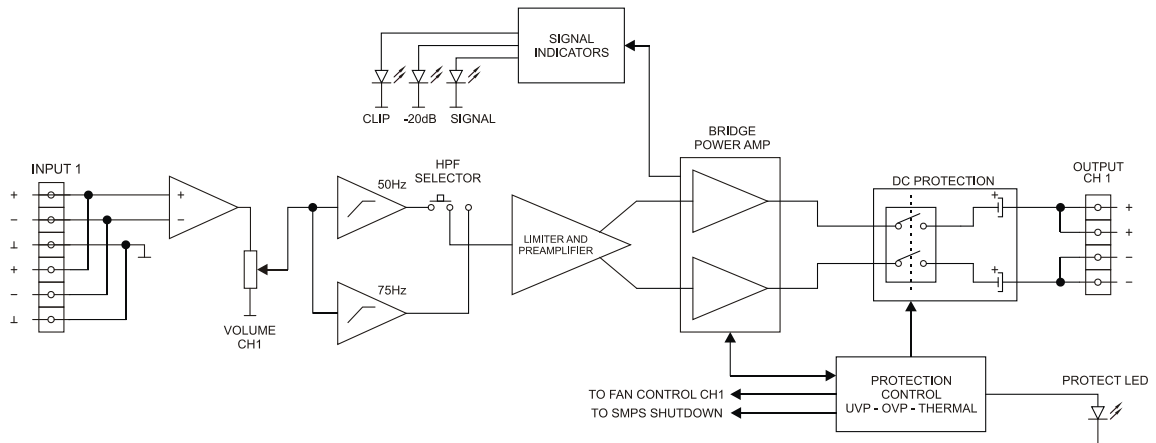 SIGNAL
INDICATORS
CLIP
-20dB
SIGNAL
BRIDGE
POWER AMP
INPUT 1
+
−
⊥
+
−
⊥
+
−
VOLUME
CH1
50Hz
75Hz
HPF
SELECTOR
LIMITER AND
PREAMPLIFIER
DC PROTECTION
+
+
OUTPUT
CH 1
+
+
−
−
TO FAN CONTROL CH1
TO SMPS SHUTDOWN
PROTECTION
CONTROL
UVP - OVP - THERMAL
PROTECT LED